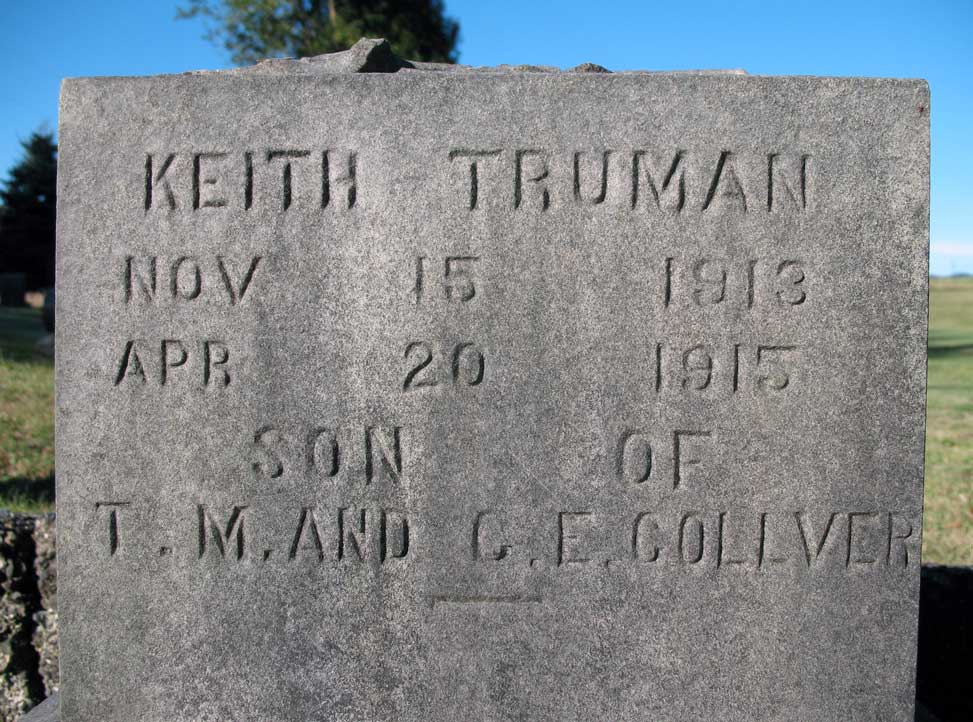 KEITH TRUMAN
NOV 15 1913
APR 20 1915
SON OF
T. M. AND C. E. COLLVER